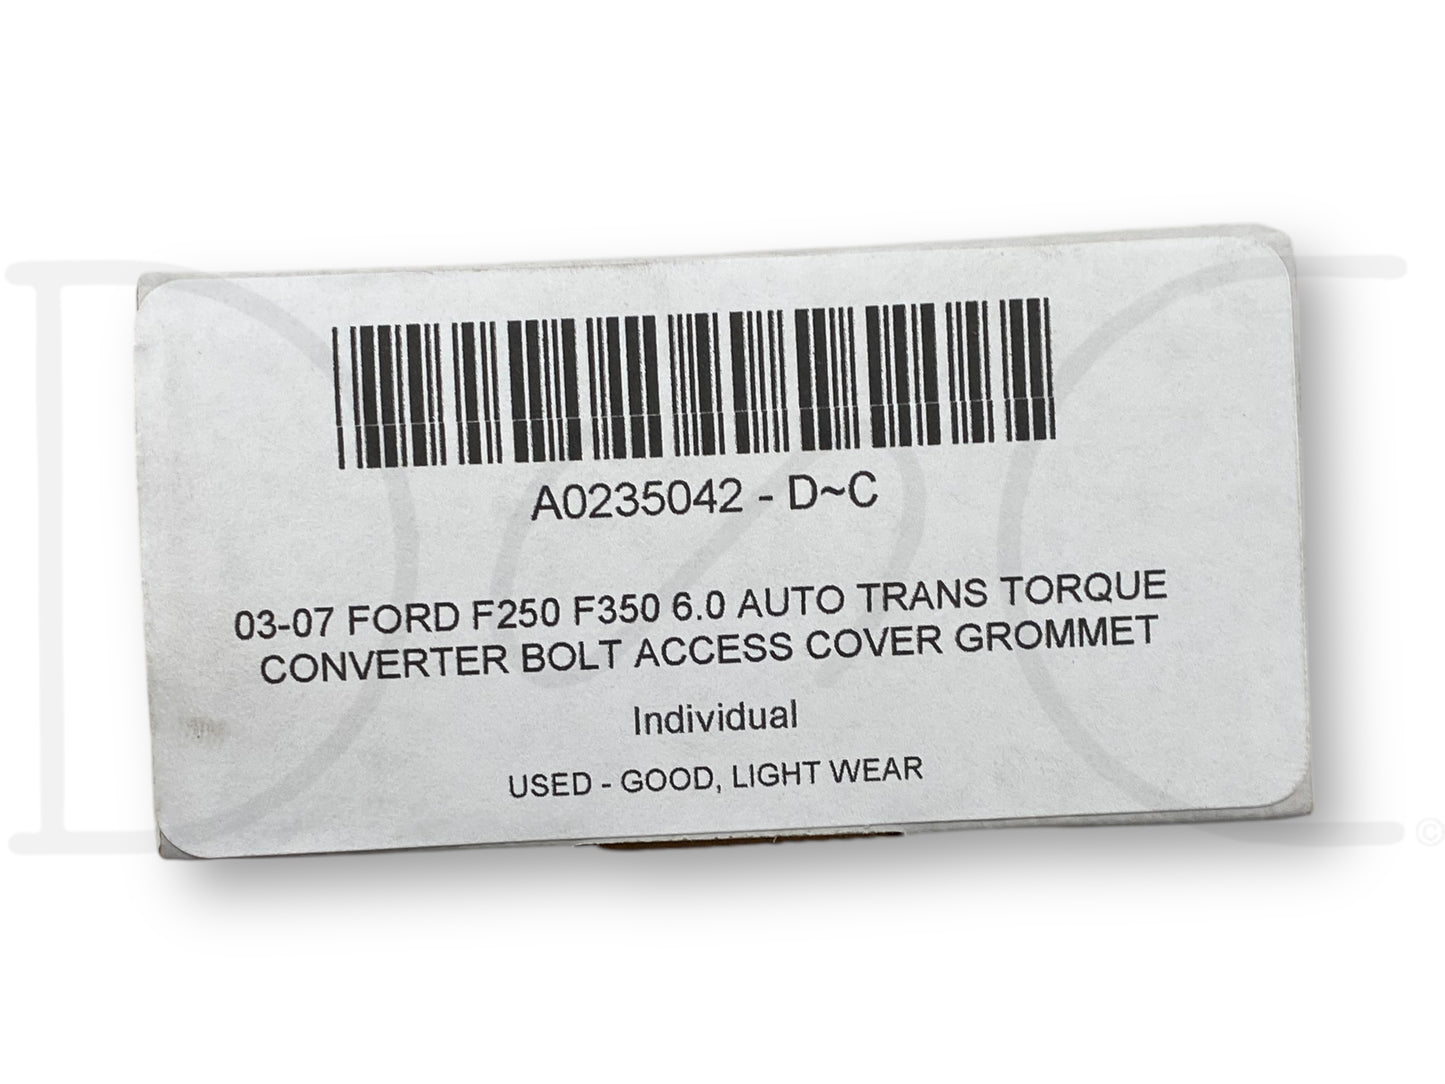 A0235042 - D~C
03-07 FORD F250 F350 6.0 AUTO TRANS TORQUE
CONVERTER BOLT ACCESS COVER GROMMET
Individual
USED - GOOD, LIGHT WEAR
©